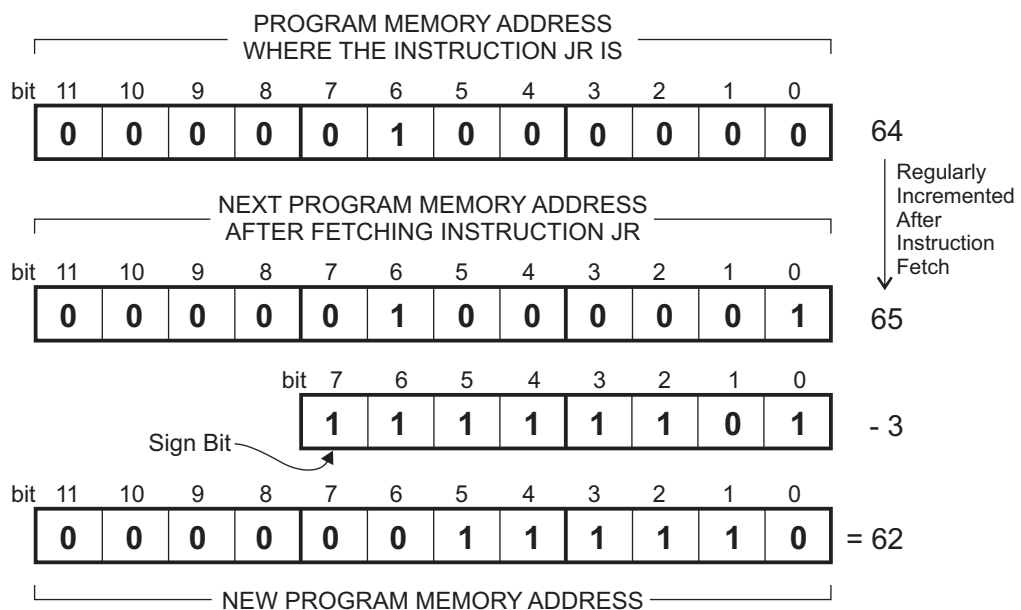 PROGRAM MEMORY ADDRESS
WHERE THE INSTRUCTION JR IS
bit 11 10 9 8 7 6 5 4 3 2 1 0
0 0 0 0 0 1 0 0 0 0 0 0 64
Regularly
Incremented
After
Instruction
Fetch
NEXT PROGRAM MEMORY ADDRESS
AFTER FETCHING INSTRUCTION JR
bit 11 10 9 8 7 6 5 4 3 2 1 0
0 0 0 0 0 1 0 0 0 0 0 1 65
bit 7 6 5 4 3 2 1 0
1 1 1 1 1 1 0 1 - 3
Sign Bit
bit 11 10 9 8 7 6 5 4 3 2 1 0
0 0 0 0 0 0 1 1 1 1 1 0 = 62
NEW PROGRAM MEMORY ADDRESS